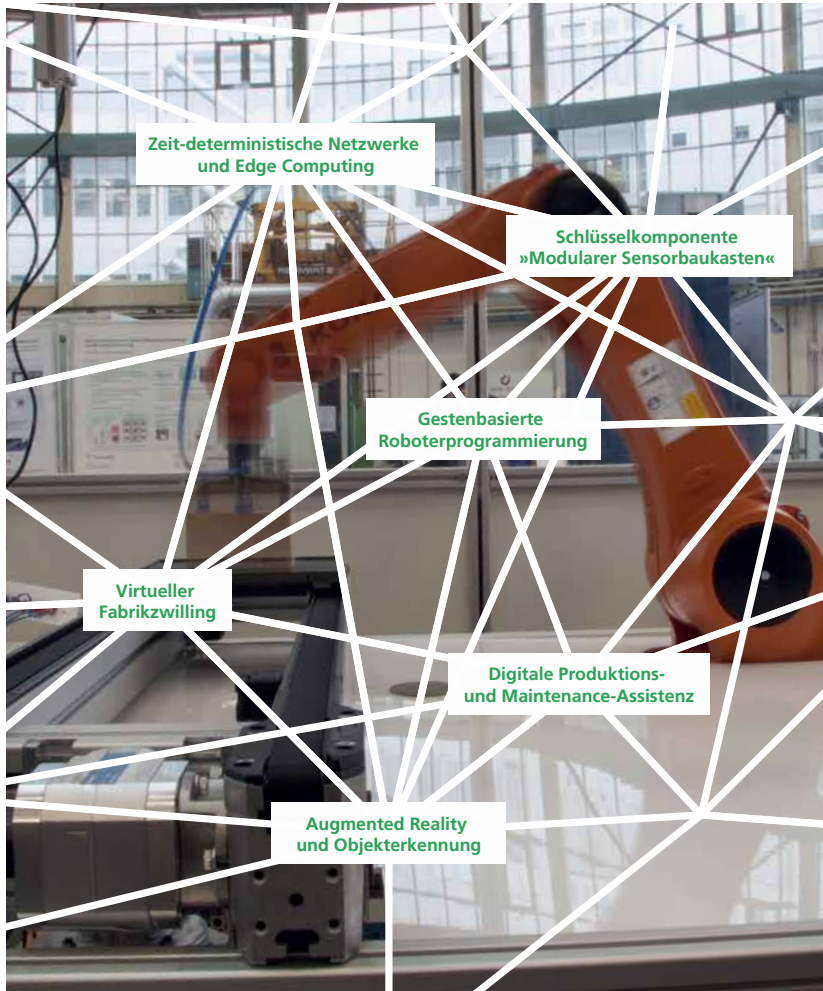 Zeit-deterministische Netzwerke
und Edge Computing
Schlüsselkomponente
»Modularer Sensorbaukasten«
Gestenbasierte
Roboterprogrammierung
Virtueller
Fabrikzwilling
Digitale Produktions-
und Maintenance-Assistenz
Augmented Reality
und Objekterkennung